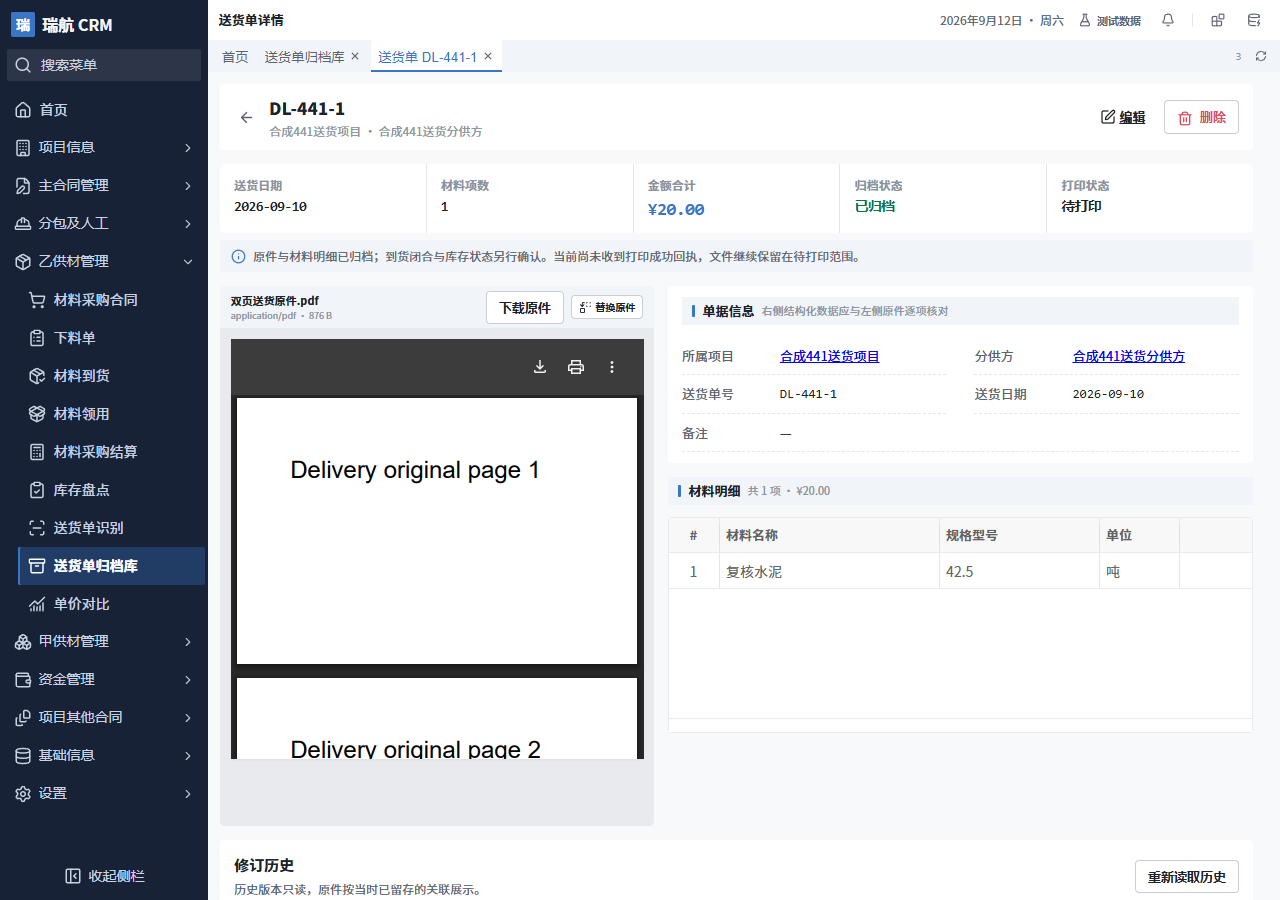 瑞 瑞航 CRM
搜索菜单
首页
项目信息
主合同管理
分包及人工
乙供材管理
材料采购合同
下料单
材料到货
材料领用
材料采购结算
库存盘点
送货单识别
送货单归档库
单价对比
甲供材管理
资金管理
项目其他合同
基础信息
设置
收起侧栏
送货单详情
2026年9月12日 • 周六 测试数据
首页 送货单归档库 × 送货单 DL-441-1 × 3
DL-441-1
合成441送货项目 • 合成441送货分供方
编辑 删除
送货日期 材料项数 金额合计 归档状态 打印状态
2026-09-10 1 ¥20.00 已归档 待打印
原件与材料明细已归档；到货闭合与库存状态另行确认。当前尚未收到打印成功回执，文件继续保留在待打印范围。
双页送货原件.pdf
application/pdf • 876 B
下载原件 替换原件
Delivery original page 1
Delivery original page 2
单据信息 右侧结构化数据应与左侧原件逐项核对
所属项目 合成441送货项目 分供方 合成441送货分供方
送货单号 DL-441-1 送货日期 2026-09-10
备注 —
材料明细 共 1 项 • ¥20.00
# 材料名称 规格型号 单位
1 复核水泥 42.5 吨
修订历史
历史版本只读，原件按当时已留存的关联展示。
重新读取历史